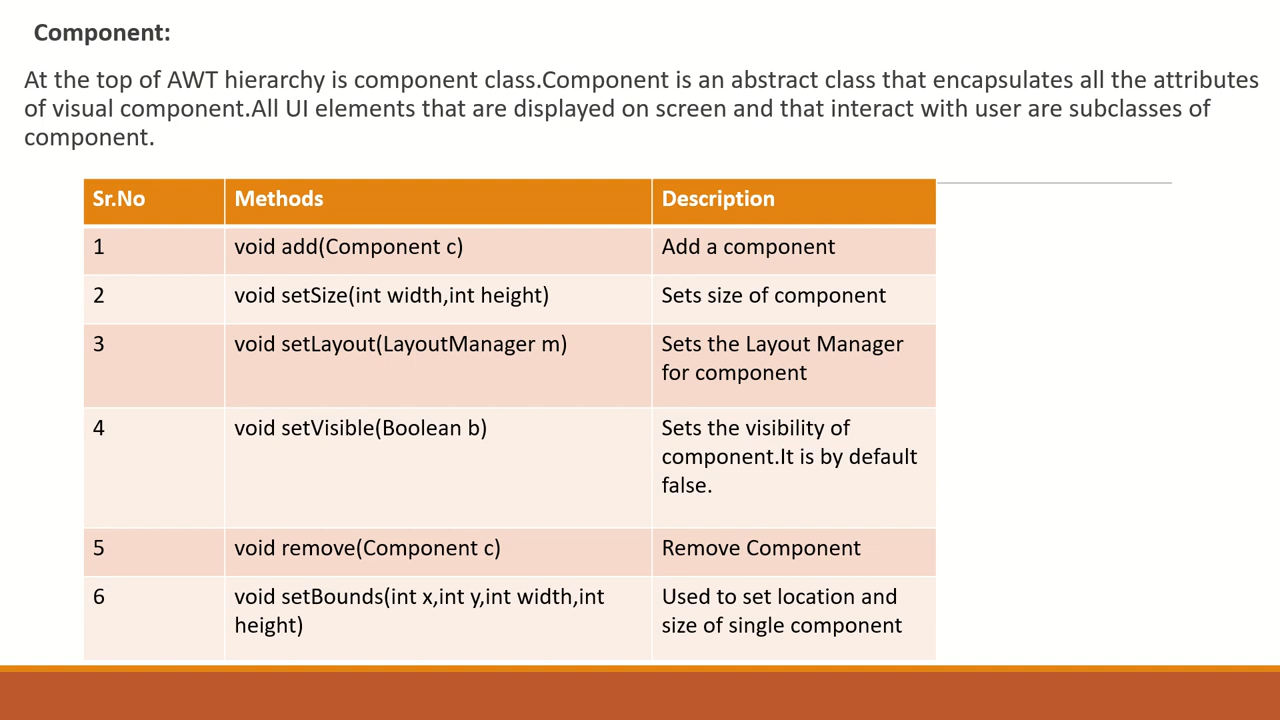 Component:
At the top of AWT hierarchy is component class.Component is an abstract class that encapsulates all the attributes
of visual component.All UI elements that are displayed on screen and that interact with user are subclasses of
component.
Sr.No Methods Description
1 void add(Component c) Add a component
2 void setSize(int width,int height) Sets size of component
3 void setLayout(LayoutManager m) Sets the Layout Manager
for component
4 void setVisible(Boolean b) Sets the visibility of
component.It is by default
false.
5 void remove(Component c) Remove Component
6 void setBounds(int x,int y,int width,int Used to set location and
height) size of single component